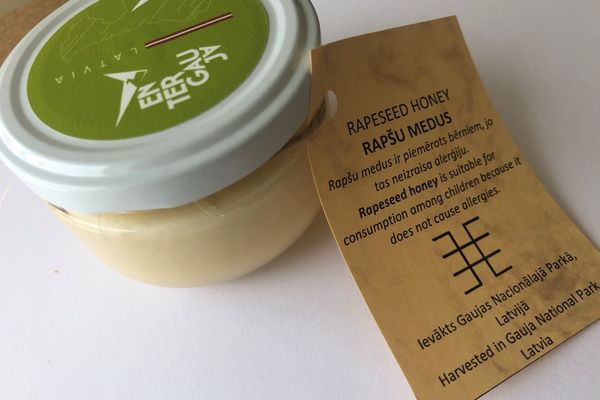 LATVIA
EN
TER
GAU
JA
RAPESEED HONEY
RAPŠU MEDUS
Rapšu medus ir piemērots bērniem, jo
tas neizraisa alerģiju.
Rapeseed honey is suitable for
consumption among children because it
does not cause allergies.
Ievākts Gaujas Nacionālajā Parkā,
Latvijā
Harvested in Gauja National Park
Latvia